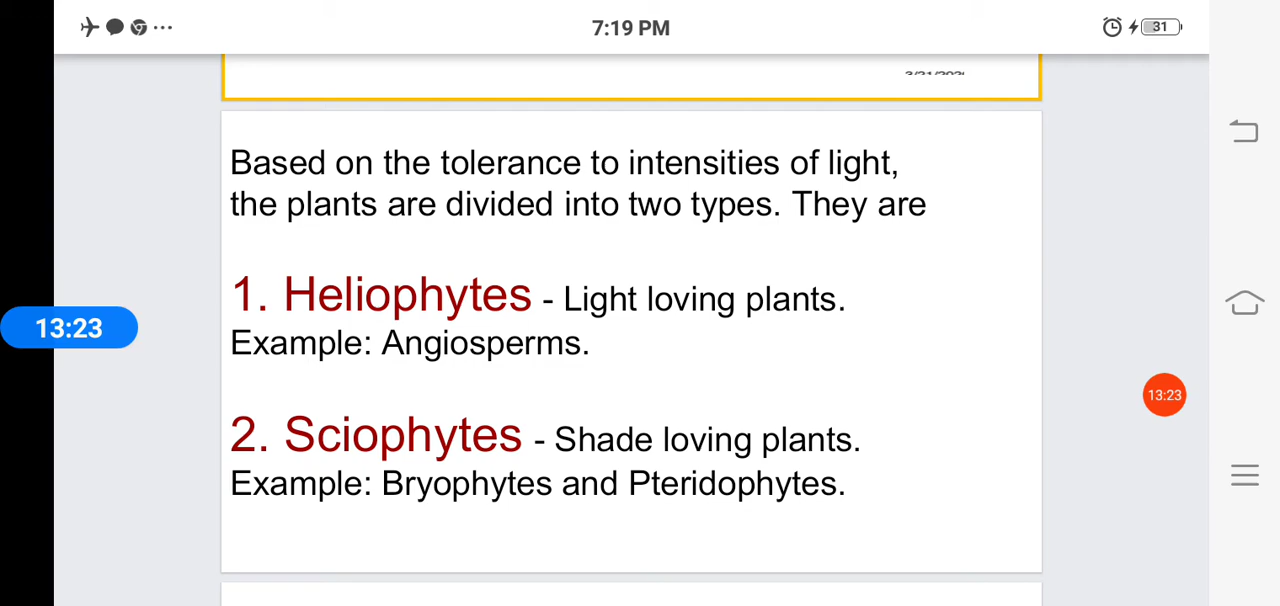 7:19 PM
31
Based on the tolerance to intensities of light,
the plants are divided into two types. They are
1. Heliophytes - Light loving plants.
13:23
Example: Angiosperms.
13:23
2. Sciophytes - Shade loving plants.
Example: Bryophytes and Pteridophytes.